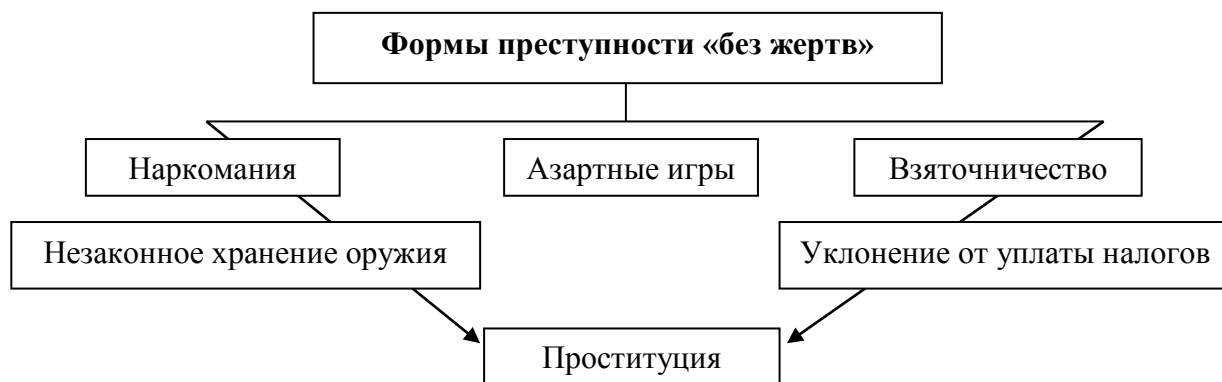 Формы преступности «без жертв»
Наркомания
Азартные игры
Взяточничество
Незаконное хранение оружия
Уклонение от уплаты налогов
Проституция